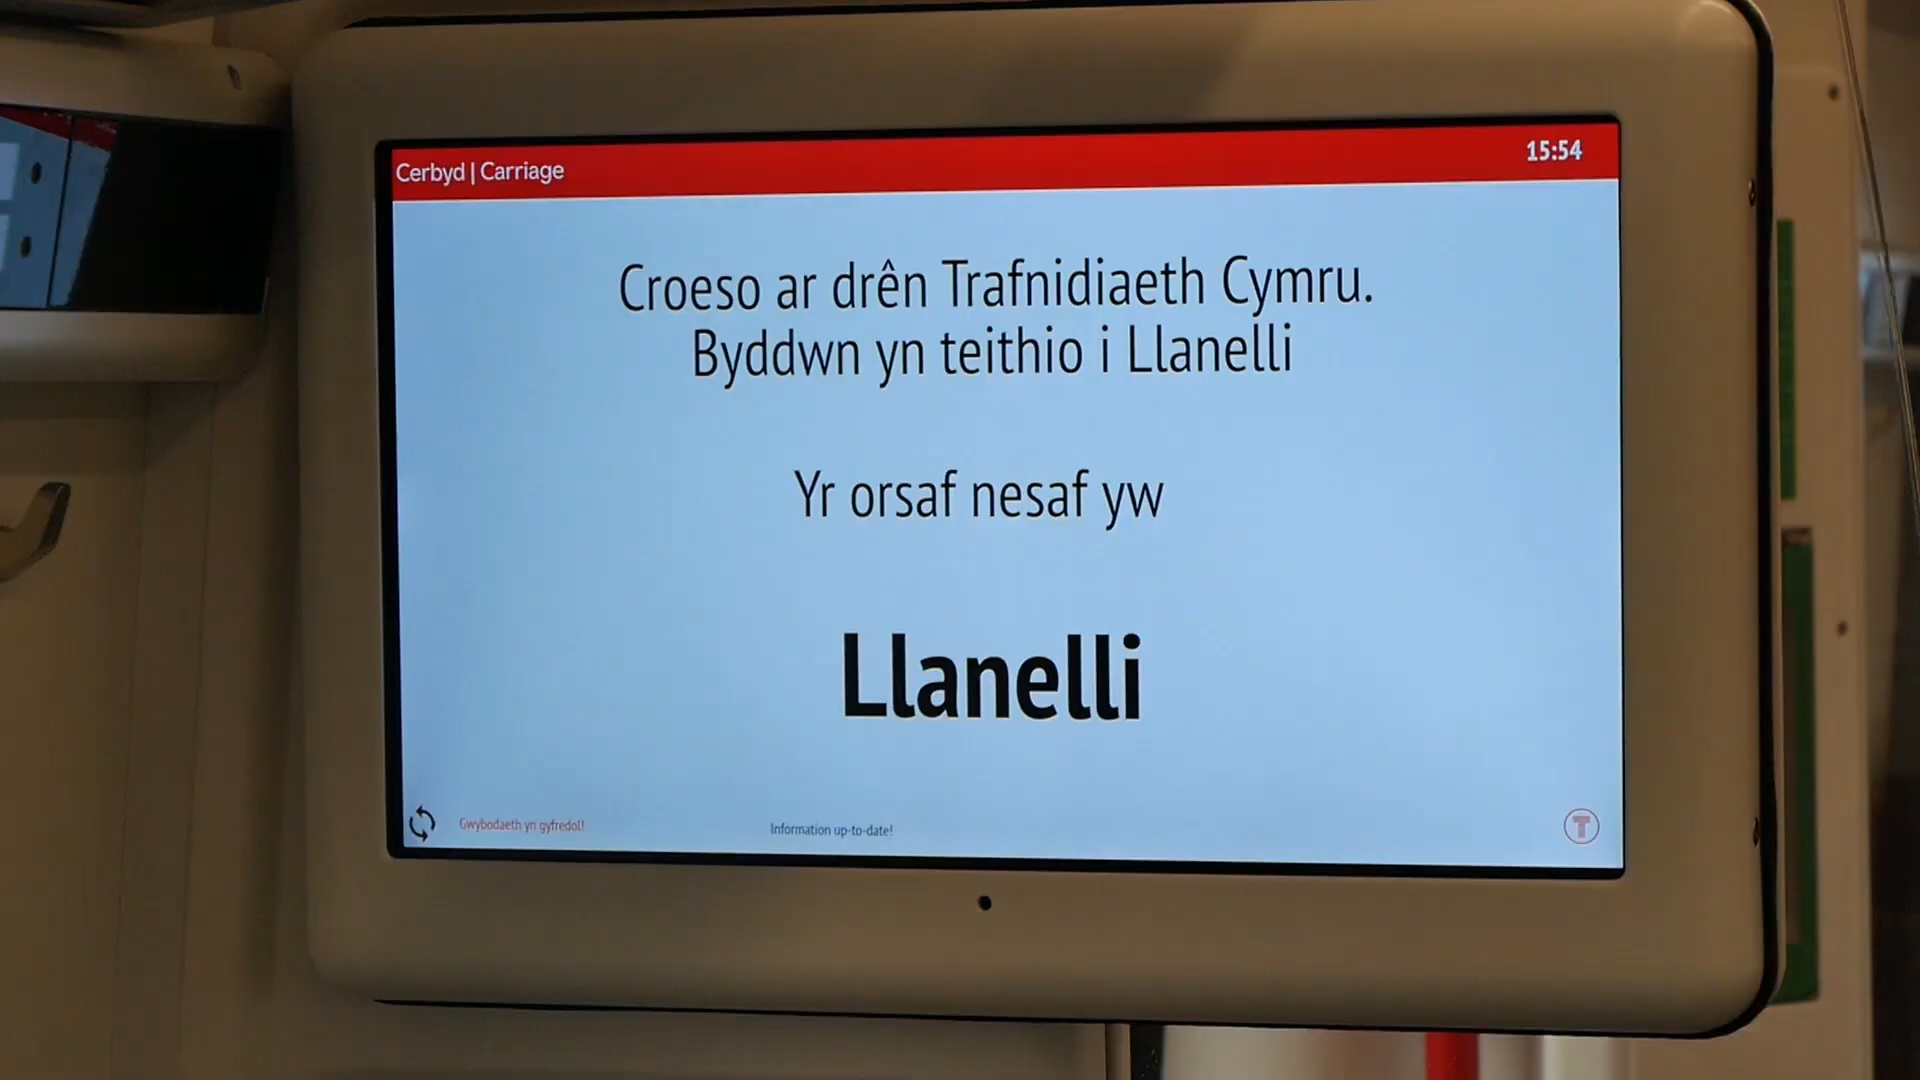 Cerbyd | Carriage
15:54
Croeso ar drên Trafnidiaeth Cymru.
Byddwn yn teithio i Llanelli
Yr orsaf nesaf yw
Llanelli
Gwybodaeth yn gyfredol!
Information up-to-date!
T